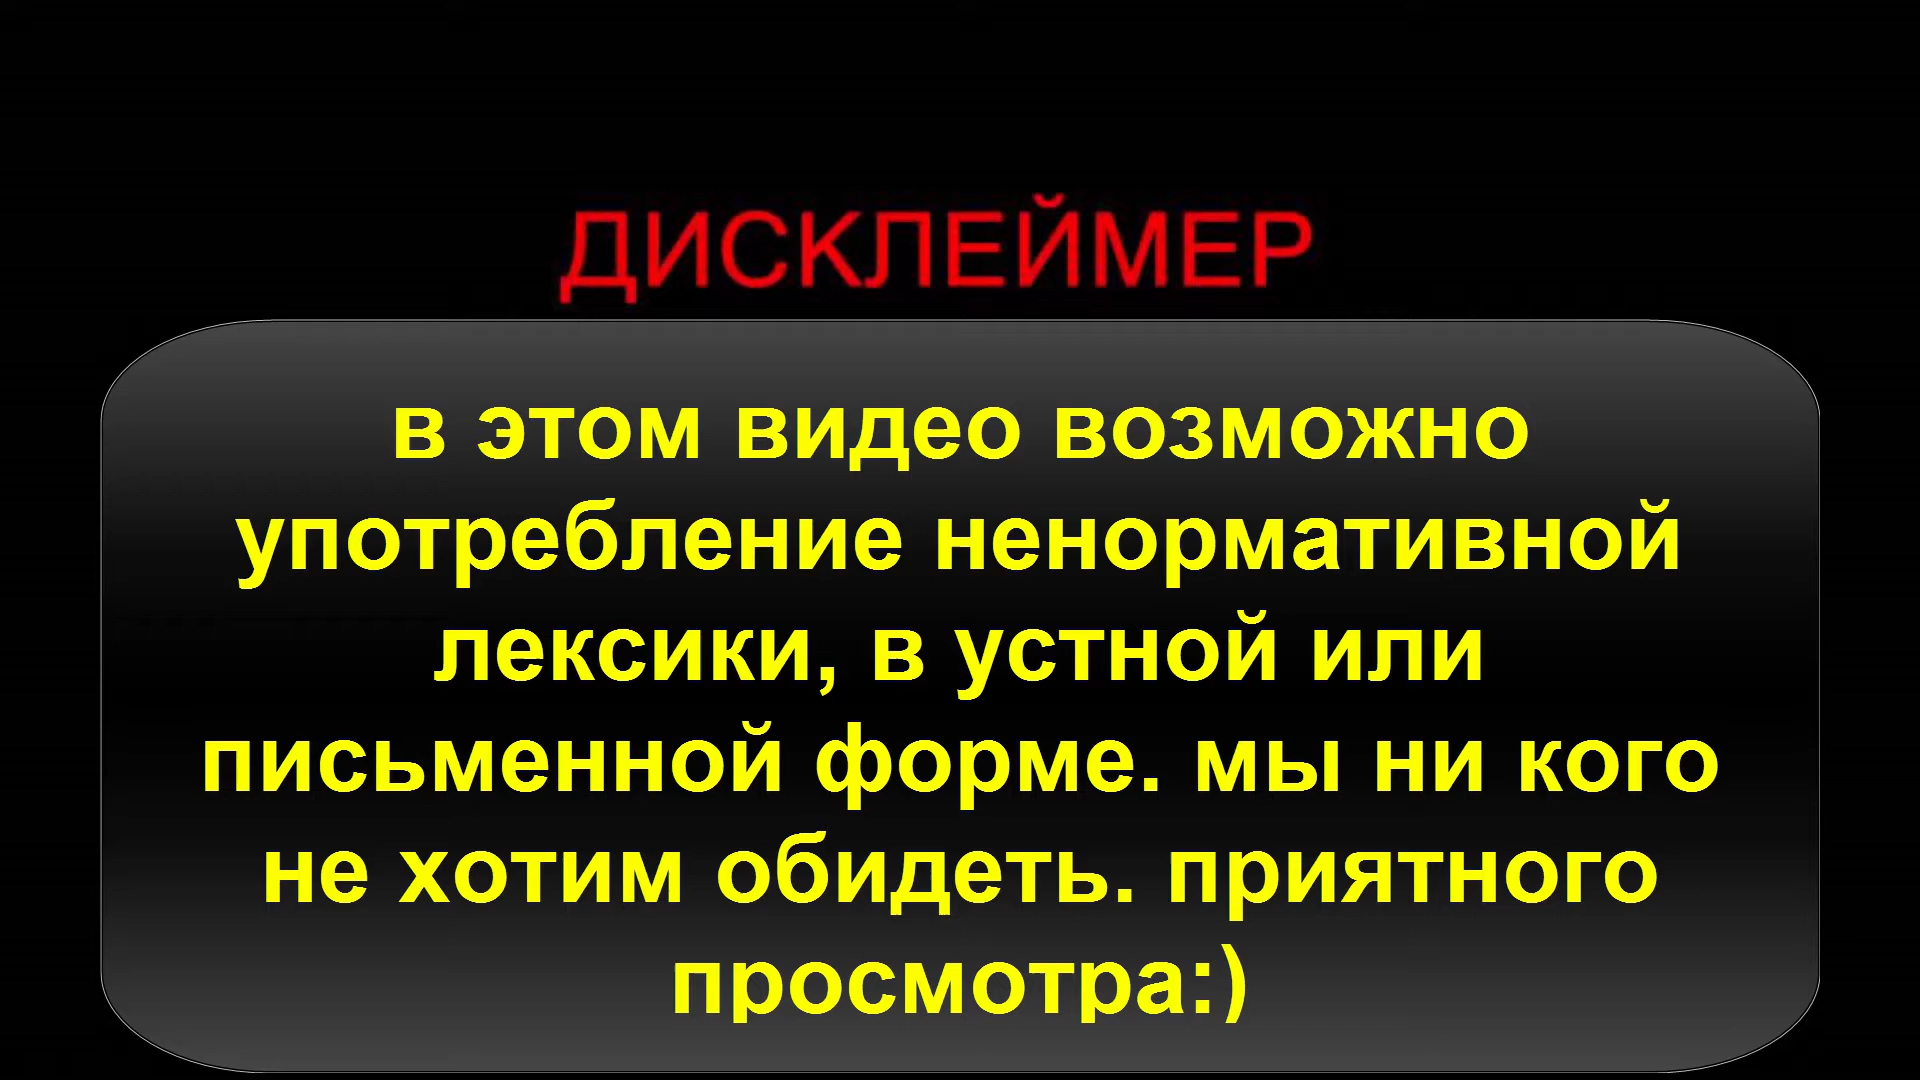 ДИСКЛЕЙМЕР
в этом видео возможно
употребление ненормативной
лексики, в устной или
письменной форме. мы ни кого
не хотим обидеть. приятного
просмотра:)